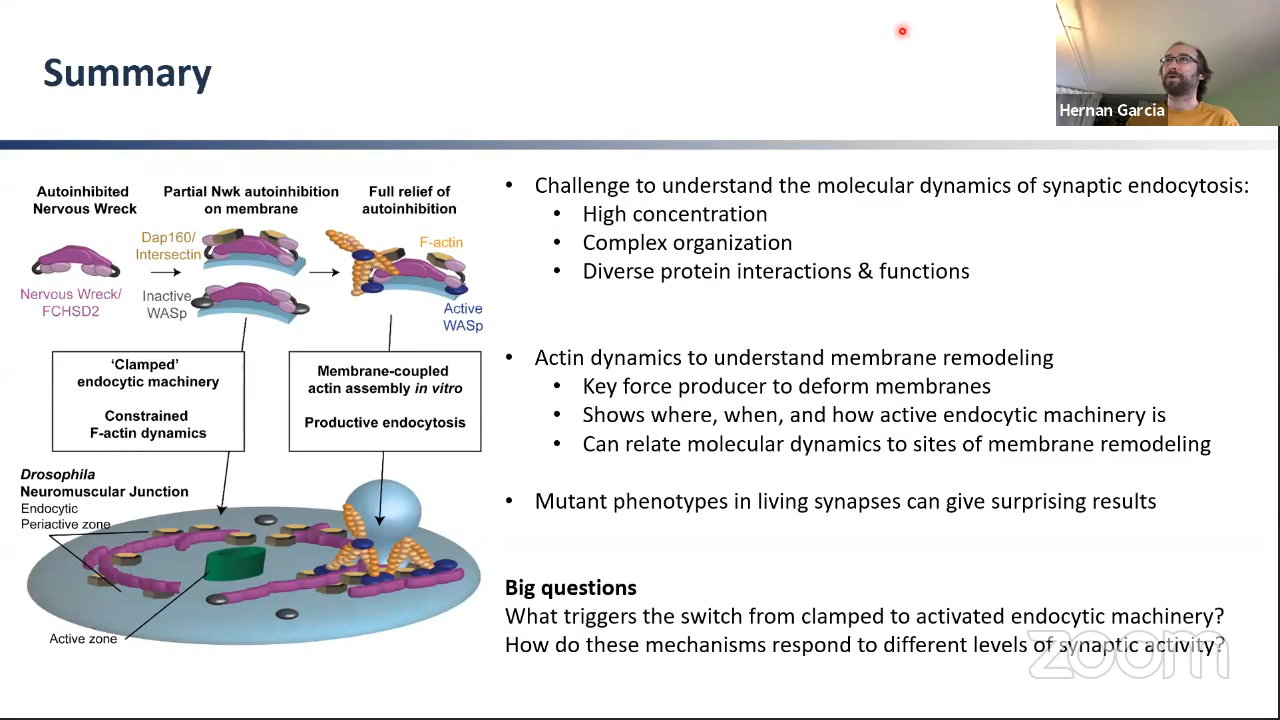 Summary
Hernan Garcia
Autoinhibited
Nervous Wreck
Partial Nwk autoinhibition
on membrane
Full relief of
autoinhibition
Dap160/
Intersectin
F-actin
Nervous Wreck/
FCHSD2
Inactive
WASp
Active
WASp
‘Clamped’
endocytic machinery
Constrained
F-actin dynamics
Membrane-coupled
actin assembly in vitro
Productive endocytosis
Drosophila
Neuromuscular Junction
Endocytic
Periactive zone
Active zone
• Challenge to understand the molecular dynamics of synaptic endocytosis:
• High concentration
• Complex organization
• Diverse protein interactions & functions
• Actin dynamics to understand membrane remodeling
• Key force producer to deform membranes
• Shows where, when, and how active endocytic machinery is
• Can relate molecular dynamics to sites of membrane remodeling
• Mutant phenotypes in living synapses can give surprising results
Big questions
What triggers the switch from clamped to activated endocytic machinery?
How do these mechanisms respond to different levels of synaptic activity?
zoom